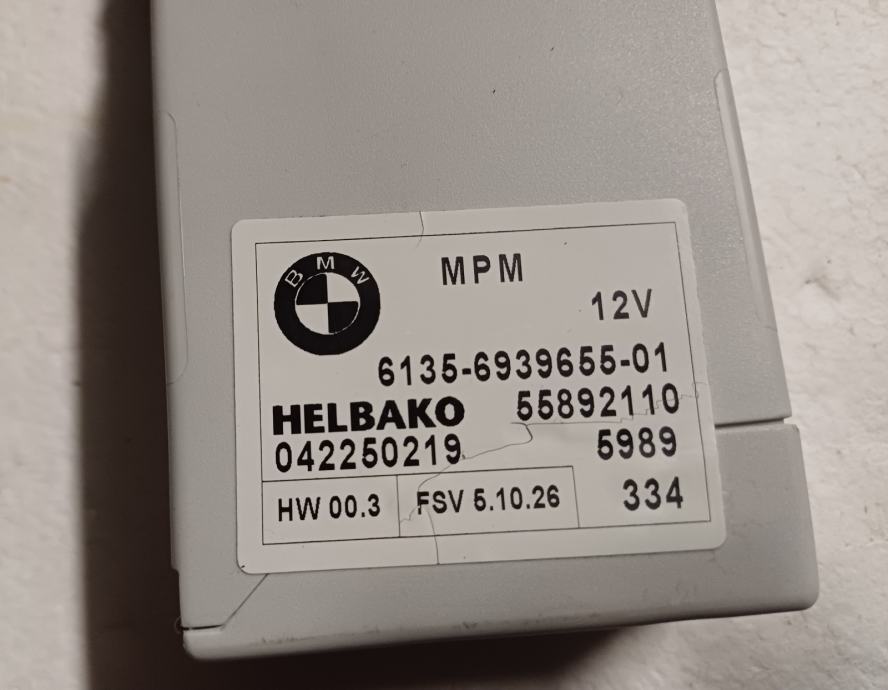 BMW
MPM
12V
6135-6939655-01
HELBAKO 55892110
042250219 5989
HW 00.3 FSV 5.10.26 334